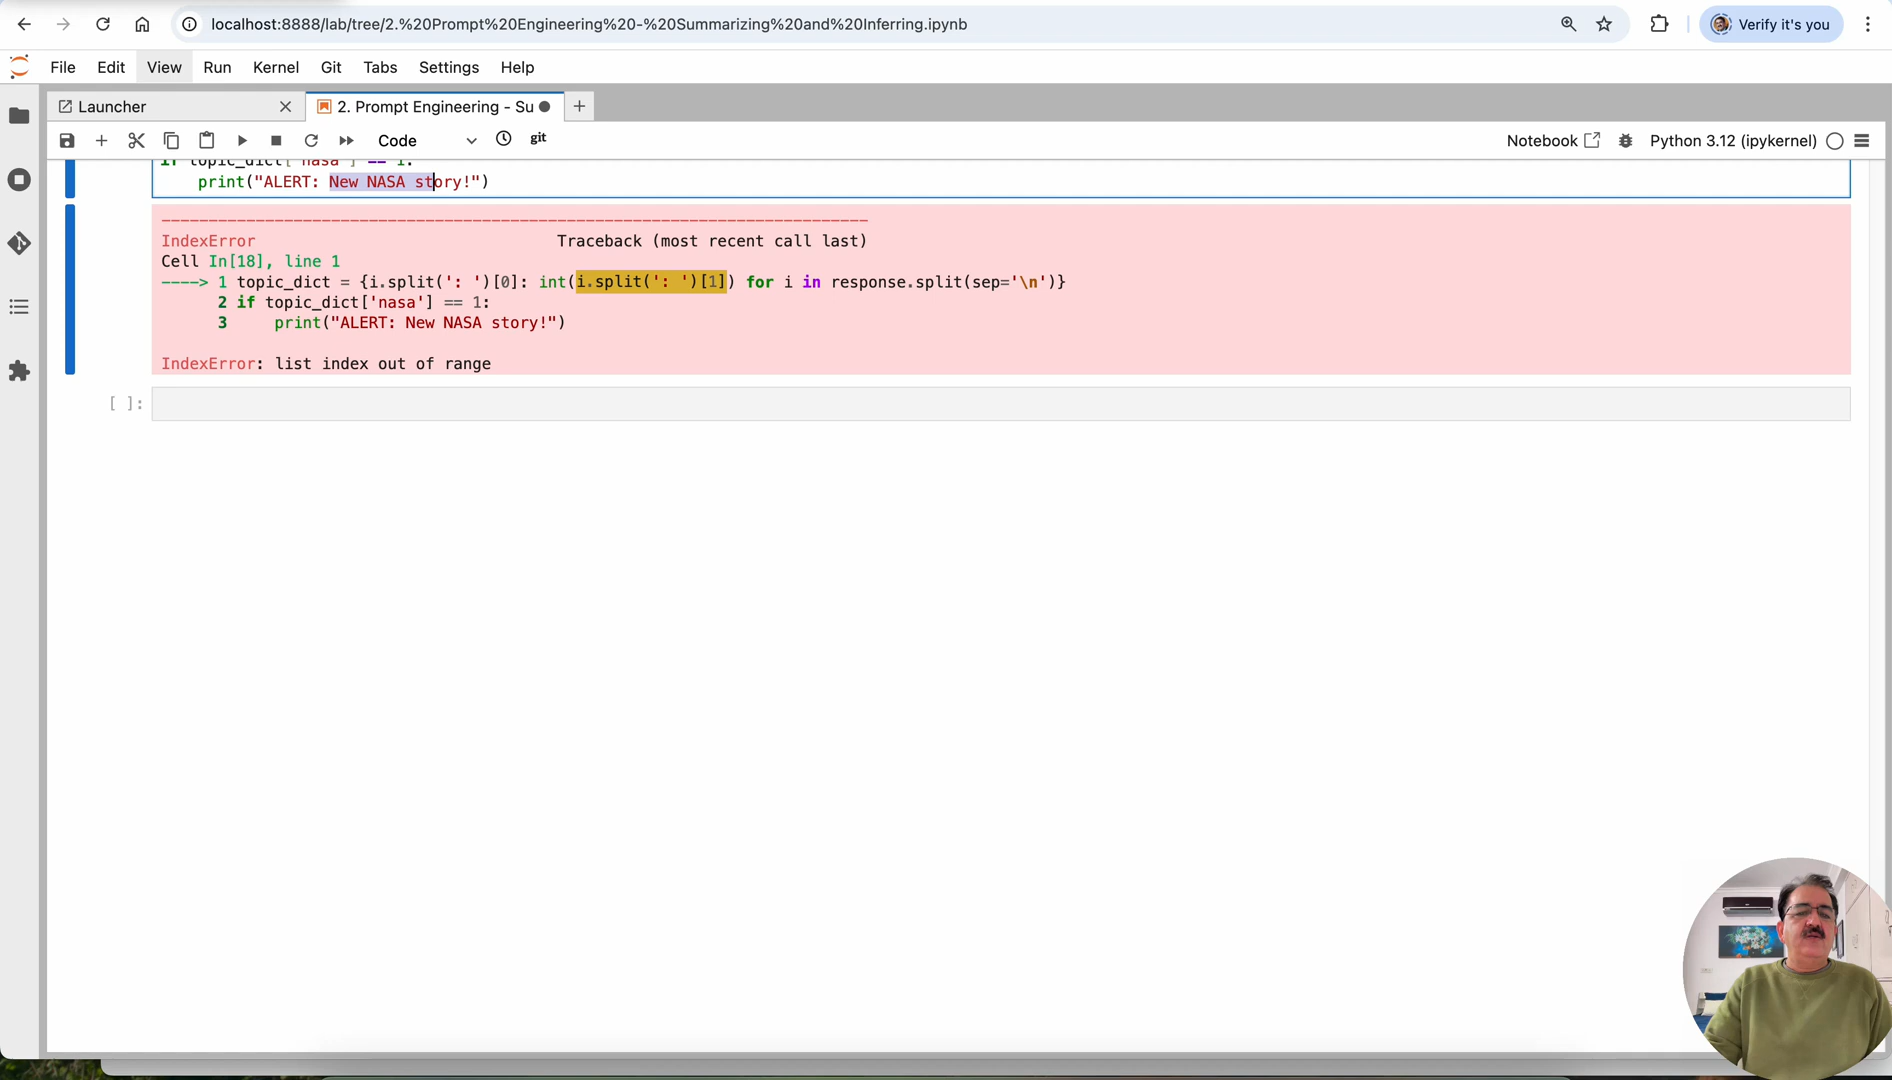 localhost:8888/lab/tree/2.%20Prompt%20Engineering%20-%20Summarizing%20and%20Inferring.ipynb
Verify it's you
File Edit View Run Kernel Git Tabs Settings Help
Launcher
2. Prompt Engineering - Su
Code
git
Notebook
Python 3.12 (ipykernel)
if topic_dict['nasa'] == 1:
print("ALERT: New NASA story!")
---------------------------------------------------------------------------
IndexError Traceback (most recent call last)
Cell In[18], line 1
----> 1 topic_dict = {i.split(': ')[0]: int(i.split(': ')[1]) for i in response.split(sep='\n')}
2 if topic_dict['nasa'] == 1:
3 print("ALERT: New NASA story!")
IndexError: list index out of range
[ ]: